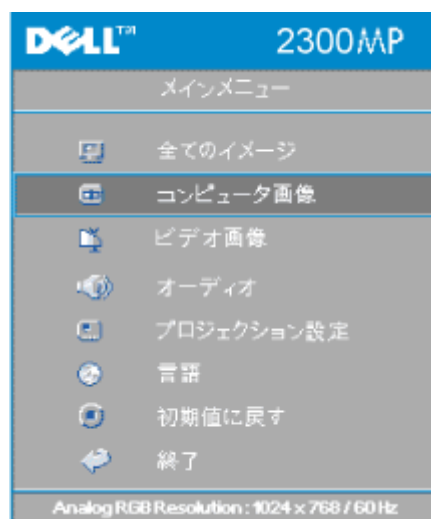 DELL™ 2300MP
メインメニュー
全てのイメージ
コンピュータ画像
ビデオ画像
オーディオ
プロジェクション設定
言語
初期値に戻す
終了
Analog RGB Resolution : 1024 x 768 / 60 Hz